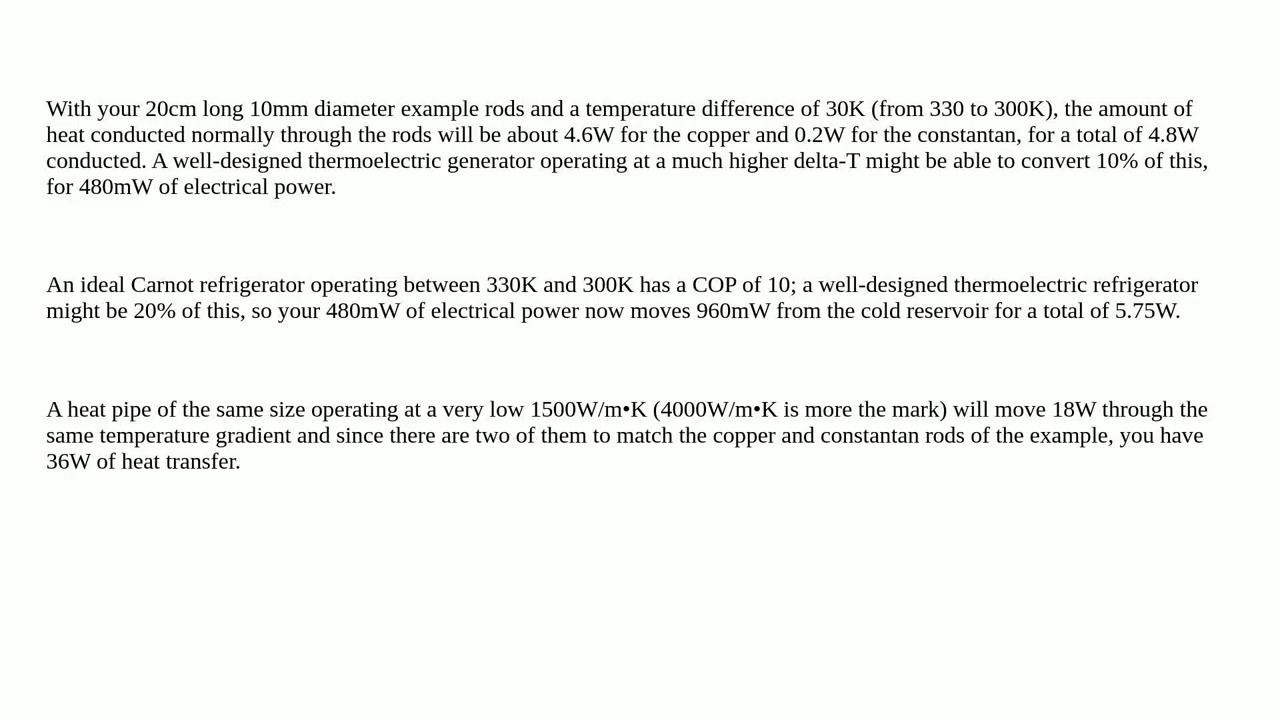 With your 20cm long 10mm diameter example rods and a temperature difference of 30K (from 330 to 300K), the amount of
heat conducted normally through the rods will be about 4.6W for the copper and 0.2W for the constantan, for a total of 4.8W
conducted. A well-designed thermoelectric generator operating at a much higher delta-T might be able to convert 10% of this,
for 480mW of electrical power.
An ideal Carnot refrigerator operating between 330K and 300K has a COP of 10; a well-designed thermoelectric refrigerator
might be 20% of this, so your 480mW of electrical power now moves 960mW from the cold reservoir for a total of 5.75W.
A heat pipe of the same size operating at a very low 1500W/m•K (4000W/m•K is more the mark) will move 18W through the
same temperature gradient and since there are two of them to match the copper and constantan rods of the example, you have
36W of heat transfer.